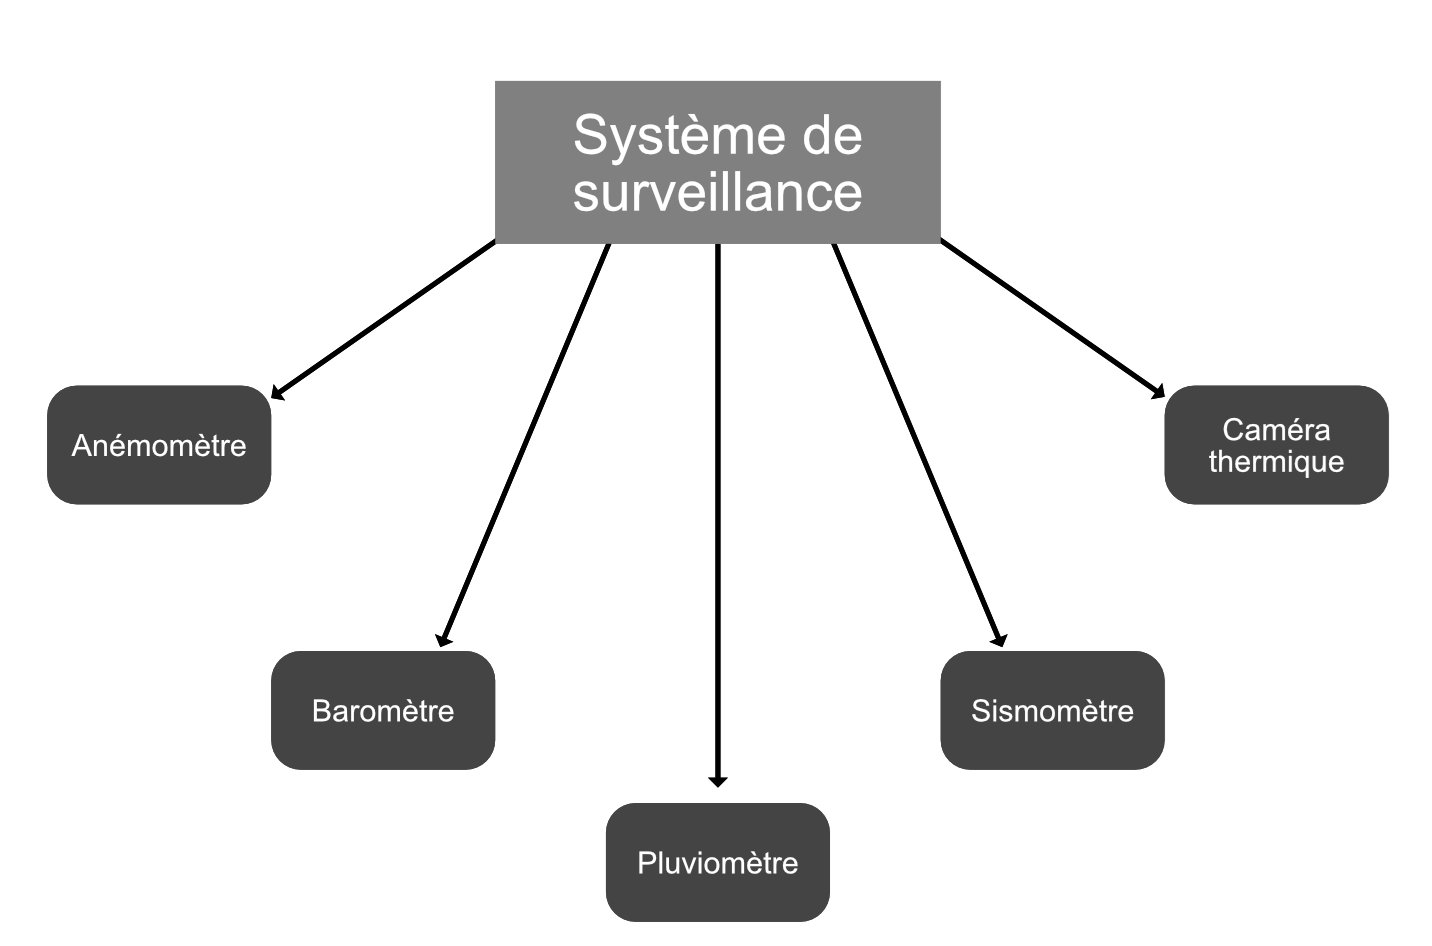 Système de
surveillance
Anémomètre
Caméra
thermique
Baromètre
Sismomètre
Pluviomètre